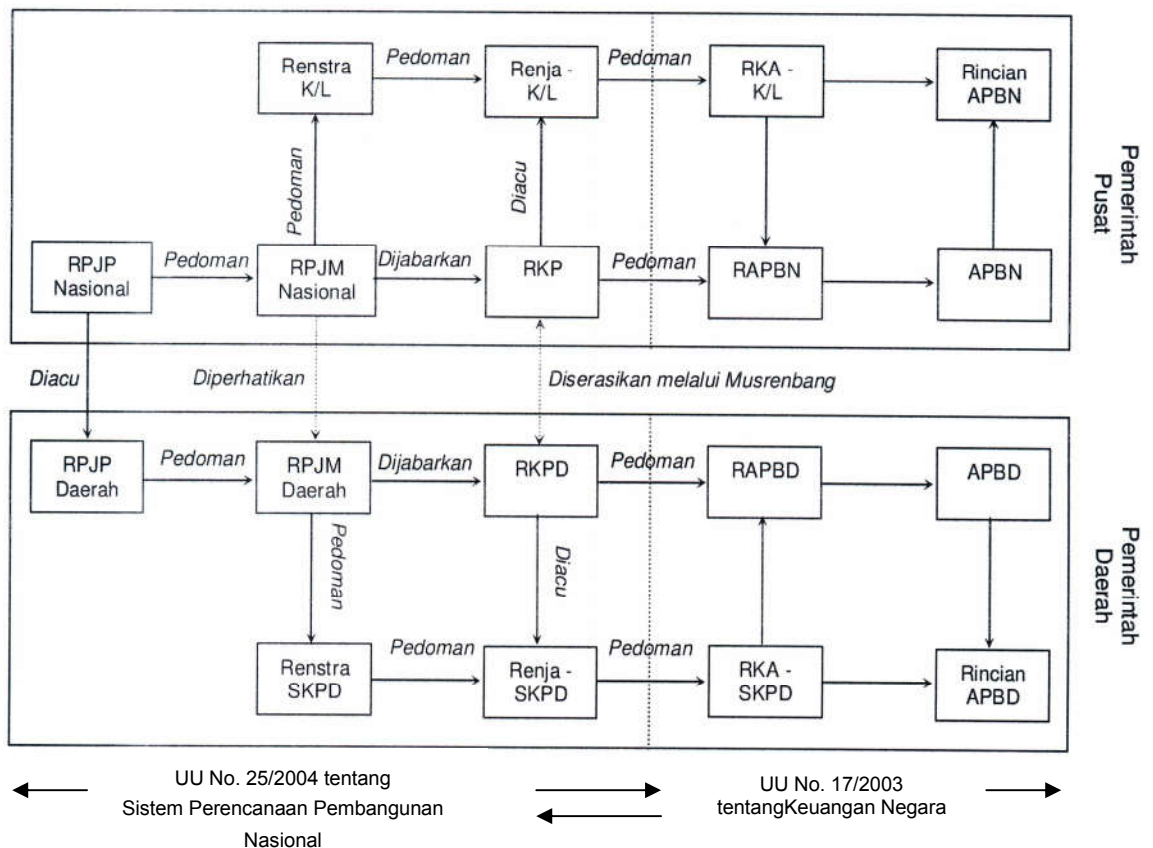 Renstra
K/L
Pedoman
Renja -
K/L
Pedoman
RKA -
K/L
Rincian
APBN
Pedoman
Diacu
RPJP
Nasional
Pedoman
RPJM
Nasional
Dijabarkan
RKP
Pedoman
RAPBN
APBN
Pemerintah
Pusat
Diacu
Diperhatikan
Diserasikan melalui Musrenbang
RPJP
Daerah
Pedoman
RPJM
Daerah
Dijabarkan
RKPD
Pedoman
RAPBD
APBD
Pedoman
Diacu
Renstra
SKPD
Pedoman
Renja -
SKPD
Pedoman
RKA -
SKPD
Rincian
APBD
Pemerintah
Daerah
UU No. 25/2004 tentang
Sistem Perencanaan Pembangunan
Nasional
UU No. 17/2003
tentangKeuangan Negara